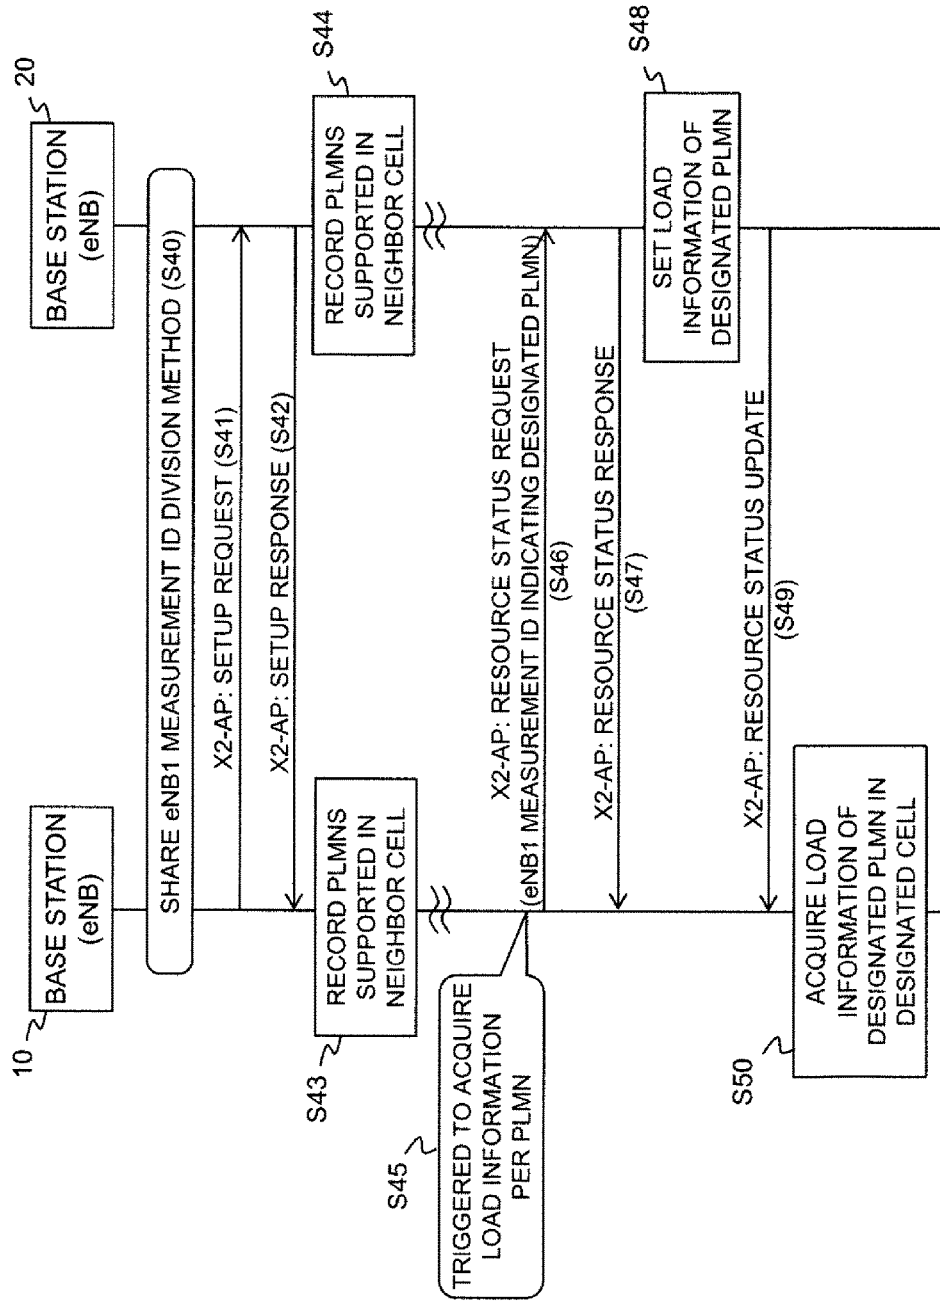 10
BASE STATION
(eNB)
20
BASE STATION
(eNB)
SHARE eNB1 MEASUREMENT ID DIVISION METHOD (S40)
X2-AP: SETUP REQUEST (S41)
X2-AP: SETUP RESPONSE (S42)
S43
RECORD PLMNS
SUPPORTED IN
NEIGHBOR CELL
S44
RECORD PLMNS
SUPPORTED IN
NEIGHBOR CELL
S45
TRIGGERED TO ACQUIRE
LOAD INFORMATION
PER PLMN
X2-AP: RESOURCE STATUS REQUEST
(eNB1 MEASUREMENT ID INDICATING DESIGNATED PLMN)
(S46)
X2-AP: RESOURCE STATUS RESPONSE
(S47)
S48
SET LOAD
INFORMATION OF
DESIGNATED PLMN
X2-AP: RESOURCE STATUS UPDATE
(S49)
S50
ACQUIRE LOAD
INFORMATION OF
DESIGNATED PLMN IN
DESIGNATED CELL